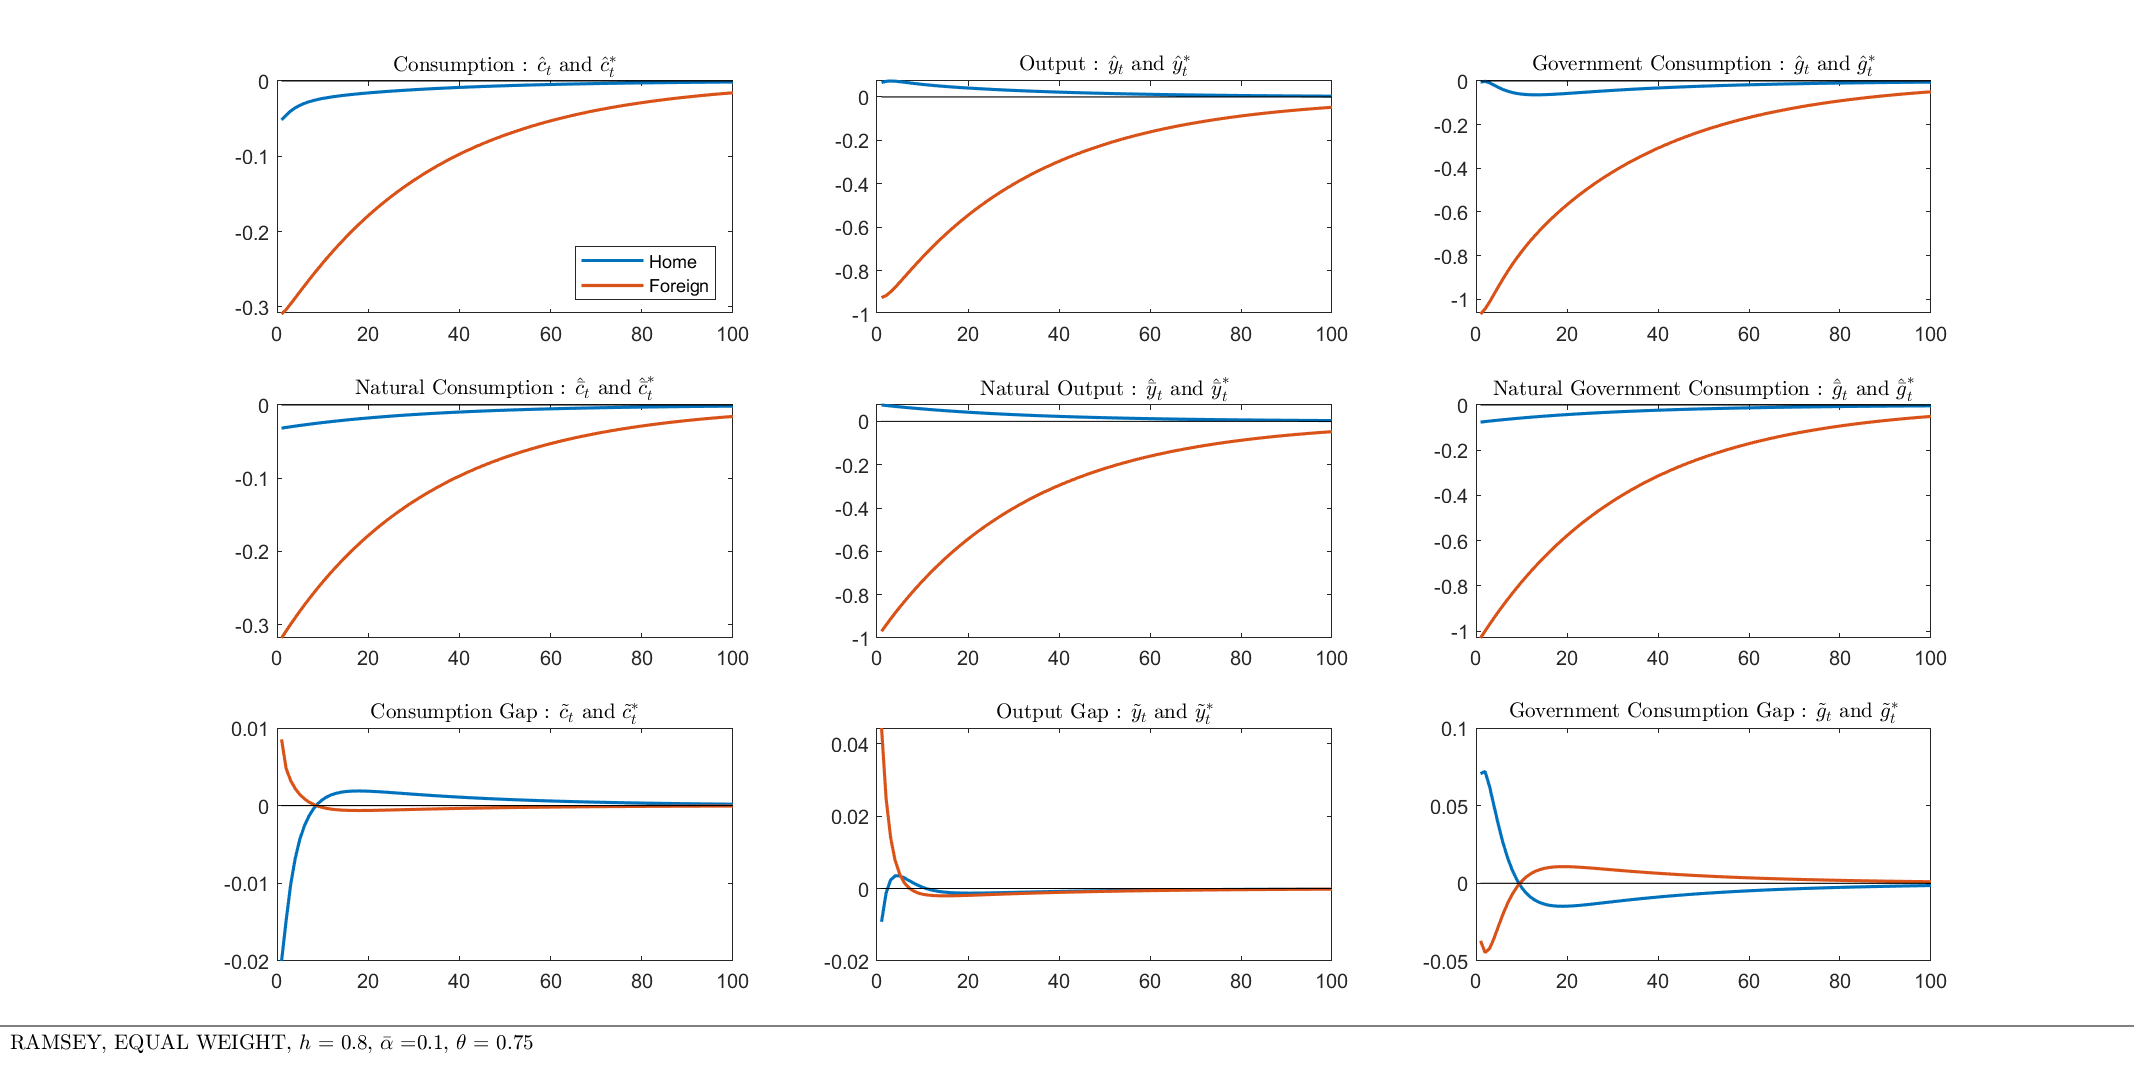 Consumption : ĉ_t and ĉ_t^*
Output : ŷ_t and ŷ_t^*
Government Consumption : ĝ_t and ĝ_t^*
0
-0.1
-0.2
-0.3
0 20 40 60 80 100
Home
Foreign
0
-0.2
-0.4
-0.6
-0.8
-1
0 20 40 60 80 100
0
-0.2
-0.4
-0.6
-0.8
-1
0 20 40 60 80 100
Natural Consumption : c̄̂_t and c̄̂_t^*
Natural Output : ȳ̂_t and ȳ̂_t^*
Natural Government Consumption : ḡ̂_t and ḡ̂_t^*
0
-0.1
-0.2
-0.3
0 20 40 60 80 100
0
-0.2
-0.4
-0.6
-0.8
-1
0 20 40 60 80 100
0
-0.2
-0.4
-0.6
-0.8
-1
0 20 40 60 80 100
Consumption Gap : c̃_t and c̃_t^*
Output Gap : ỹ_t and ỹ_t^*
Government Consumption Gap : g̃_t and g̃_t^*
0.01
0
-0.01
-0.02
0 20 40 60 80 100
0.04
0.02
0
-0.02
0 20 40 60 80 100
0.1
0.05
0
-0.05
0 20 40 60 80 100
RAMSEY, EQUAL WEIGHT, h = 0.8, ᾱ =0.1, θ = 0.75